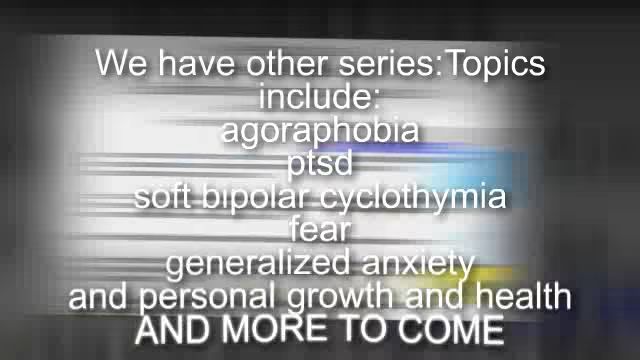 We have other series:Topics
include:
agoraphobia
ptsd
soft bipolar cyclothymia
fear
generalized anxiety
and personal growth and health
AND MORE TO COME